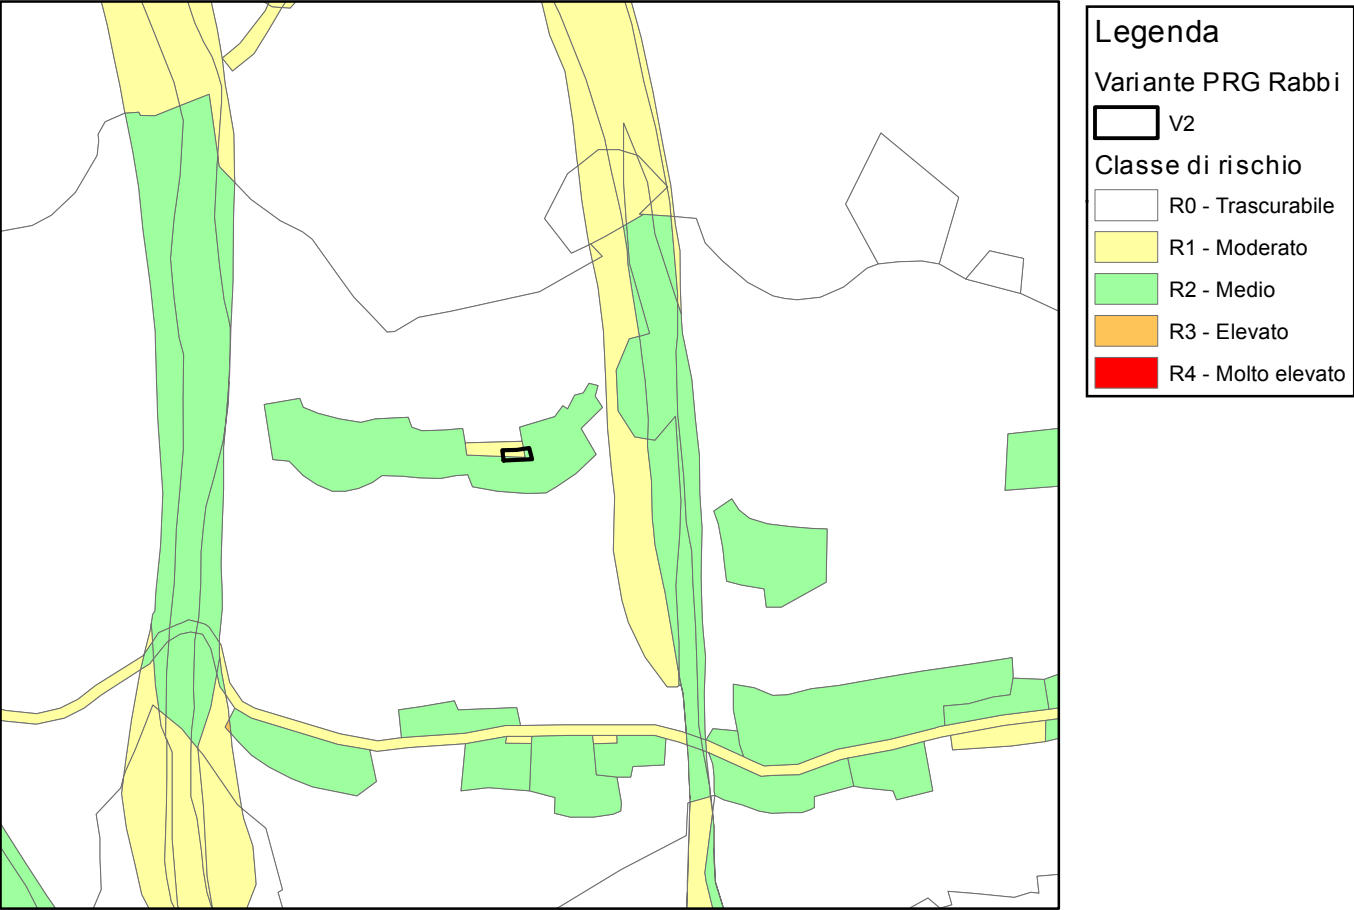 Legenda
Variante PRG Rabbi
V2
Classe di rischio
R0 - Trascurabile
R1 - Moderato
R2 - Medio
R3 - Elevato
R4 - Molto elevato